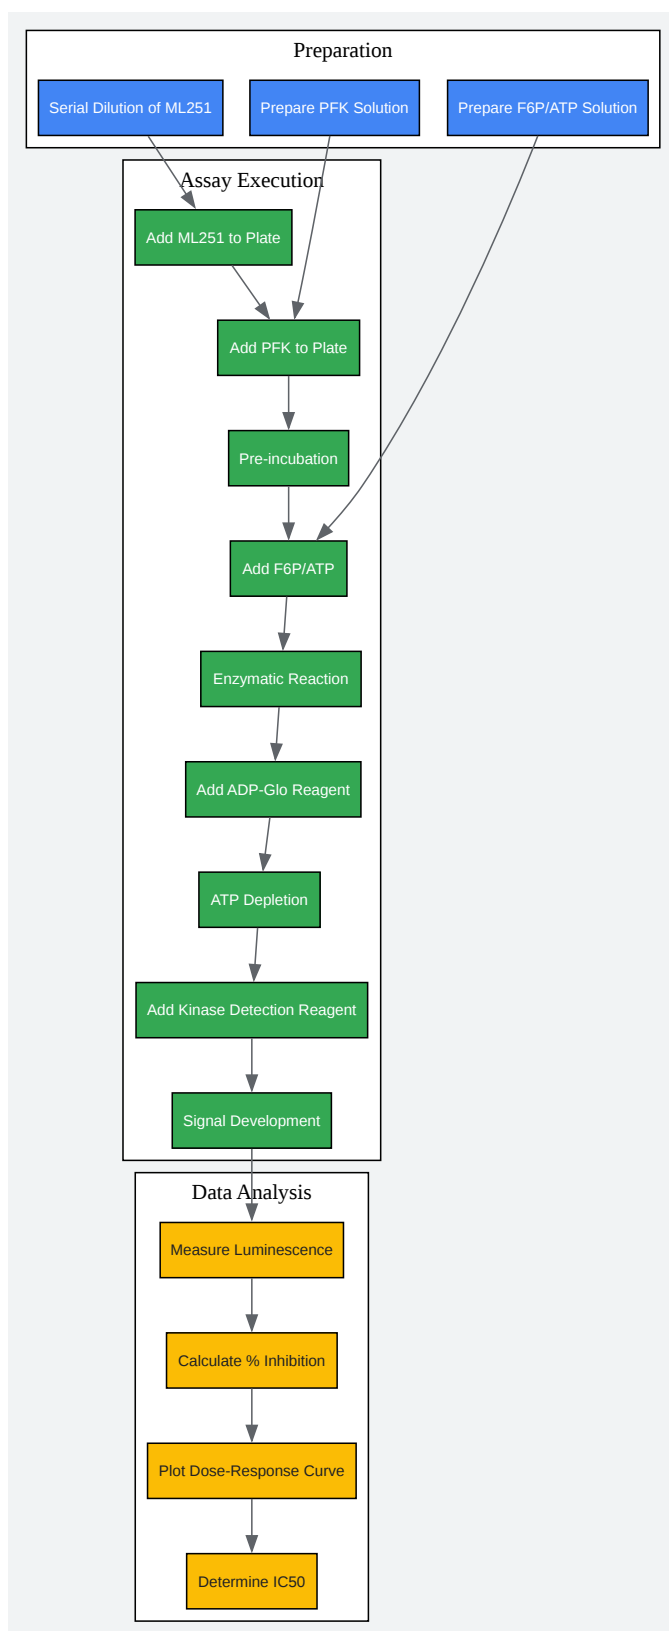 Preparation
Serial Dilution of ML251
Prepare PFK Solution
Prepare F6P/ATP Solution
Assay Execution
Add ML251 to Plate
Add PFK to Plate
Pre-incubation
Add F6P/ATP
Enzymatic Reaction
Add ADP-Glo Reagent
ATP Depletion
Add Kinase Detection Reagent
Signal Development
Data Analysis
Measure Luminescence
Calculate % Inhibition
Plot Dose-Response Curve
Determine IC50